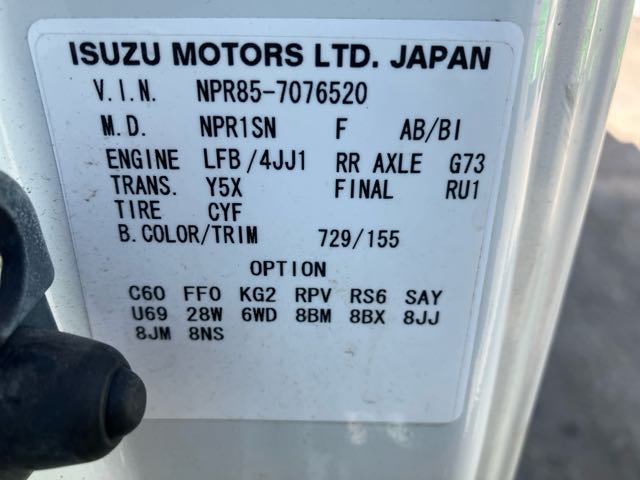 ISUZU MOTORS LTD. JAPAN
V.I.N. NPR85-7076520
M.D. NPR1SN F AB/BI
ENGINE LFB/4JJ1 RR AXLE G73
TRANS. Y5X FINAL RU1
TIRE CYF
B.COLOR/TRIM 729/155
OPTION
C60 FF0 KG2 RPV RS6 SAY
U69 28W 6WD 8BM 8BX 8JJ
8JM 8NS